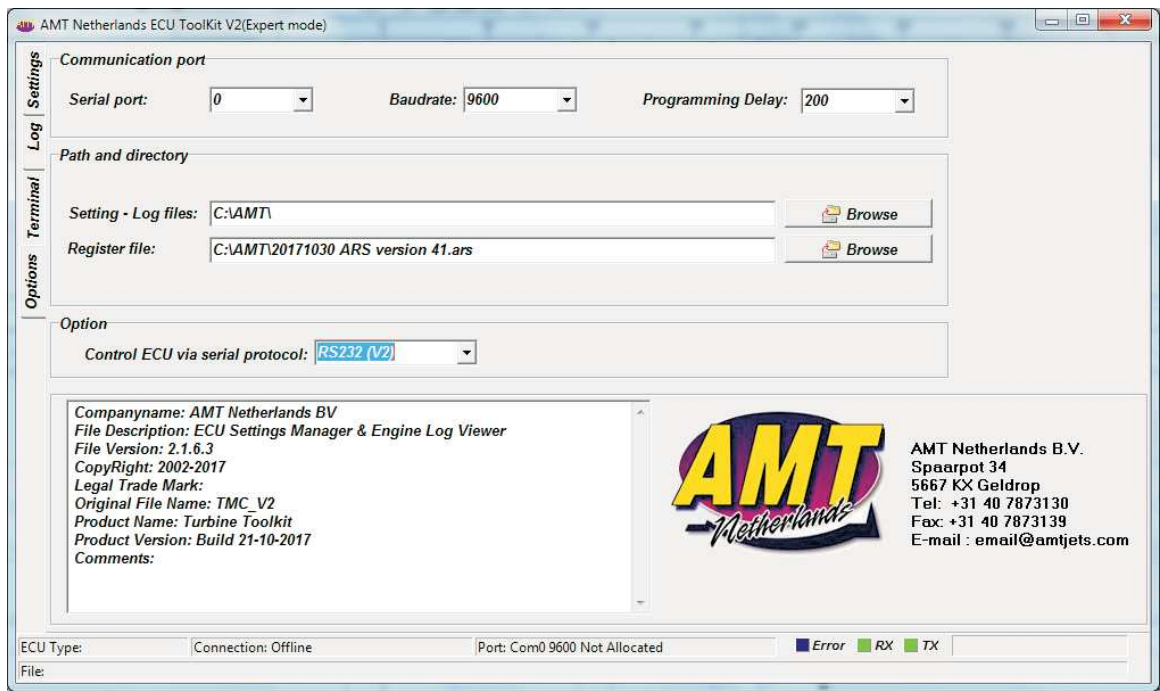 AMT Netherlands ECU ToolKit V2(Expert mode)
Settings
Log
Terminal
Options
Communication port
Serial port: 0 Baudrate: 9600 Programming Delay: 200
Path and directory
Setting - Log files: C:\AMT\ Browse
Register file: C:\AMT\20171030 ARS version 41.ars Browse
Option
Control ECU via serial protocol: RS232 (V2)
Companyname: AMT Netherlands BV
File Description: ECU Settings Manager & Engine Log Viewer
File Version: 2.1.6.3
CopyRight: 2002-2017
Legal Trade Mark:
Original File Name: TMC_V2
Product Name: Turbine Toolkit
Product Version: Build 21-10-2017
Comments:
AMT
Netherlands
AMT Netherlands B.V.
Spaarpot 34
5667 KX Geldrop
Tel: +31 40 7873130
Fax: +31 40 7873139
E-mail : email@amtjets.com
ECU Type: Connection: Offline Port: Com0 9600 Not Allocated Error RX TX
File: